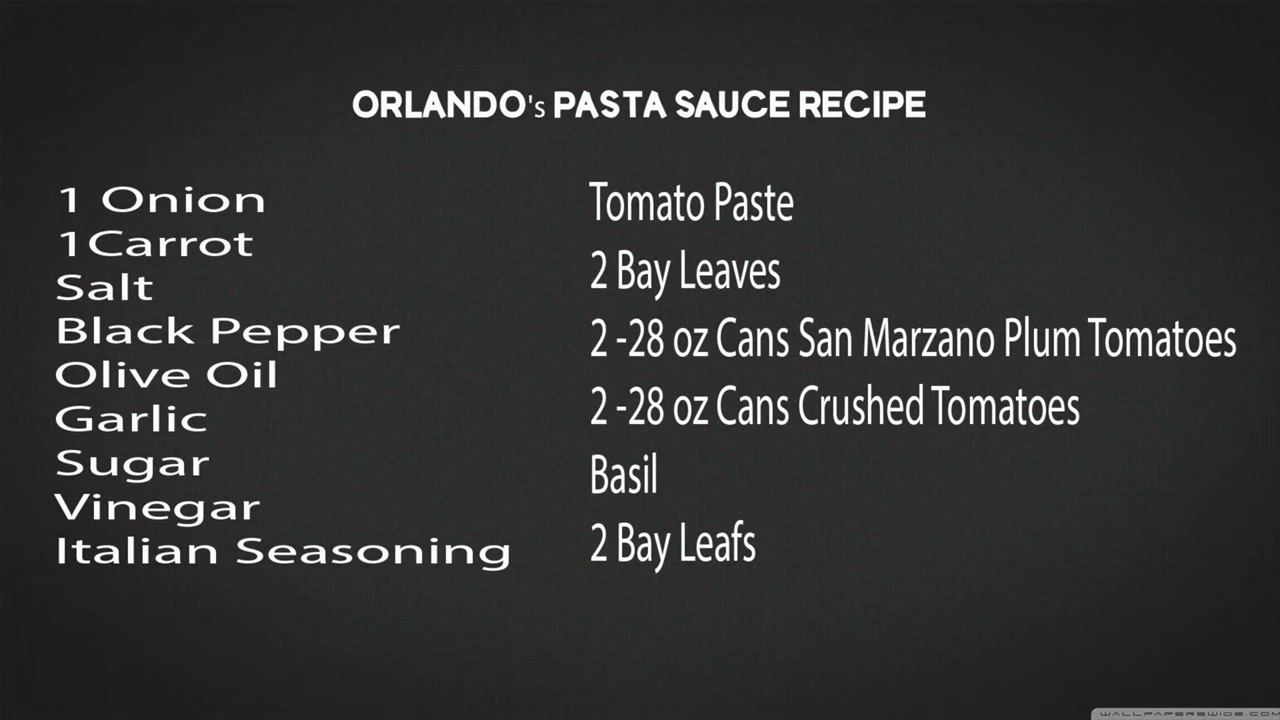 ORLANDO's PASTA SAUCE RECIPE
1 Onion
1Carrot
Salt
Black Pepper
Olive Oil
Garlic
Sugar
Vinegar
Italian Seasoning
Tomato Paste
2 Bay Leaves
2 -28 oz Cans San Marzano Plum Tomatoes
2 -28 oz Cans Crushed Tomatoes
Basil
2 Bay Leafs
WALLPAPERSWIDE.COM